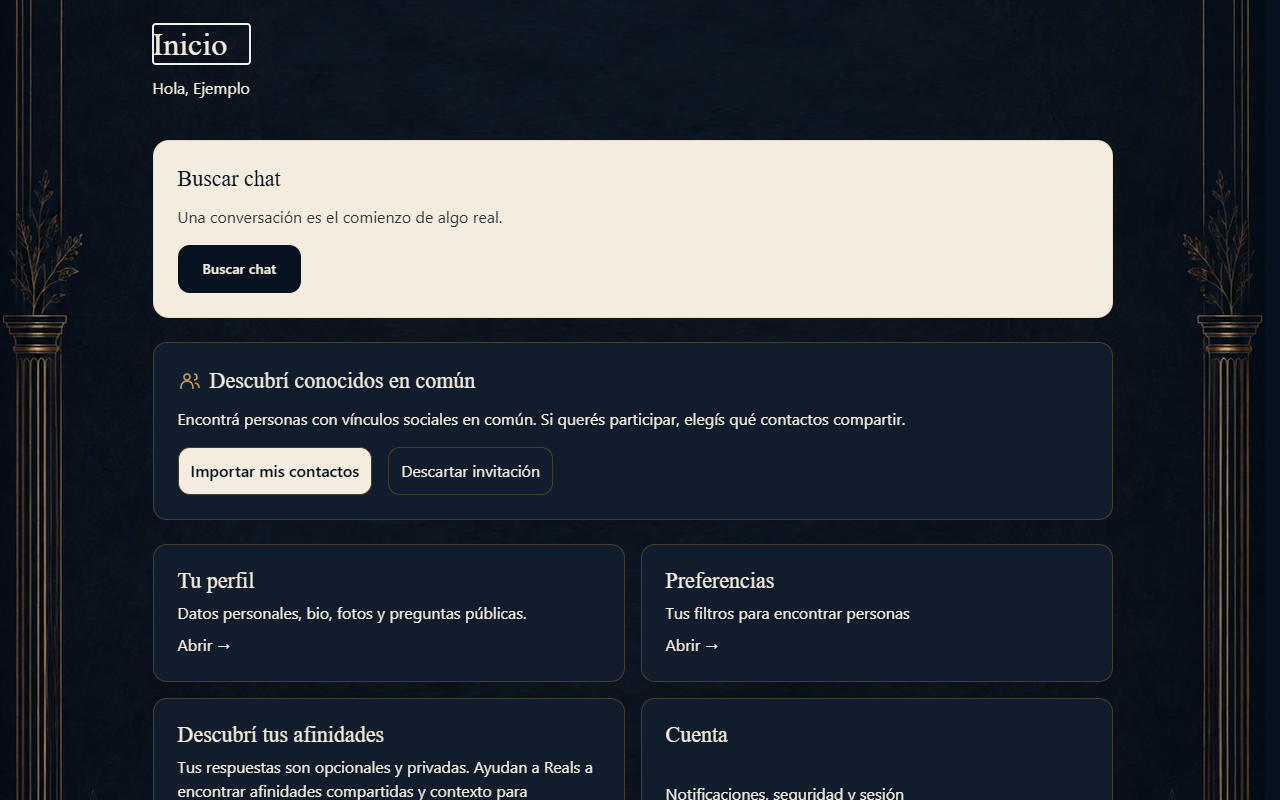 Inicio
Hola, Ejemplo
Buscar chat
Una conversación es el comienzo de algo real.
Buscar chat
Descubrí conocidos en común
Encontrá personas con vínculos sociales en común. Si querés participar, elegís qué contactos compartir.
Importar mis contactos
Descartar invitación
Tu perfil
Datos personales, bio, fotos y preguntas públicas.
Abrir →
Preferencias
Tus filtros para encontrar personas
Abrir →
Descubrí tus afinidades
Tus respuestas son opcionales y privadas. Ayudan a Reals a
encontrar afinidades compartidas y contexto para
Cuenta
Notificaciones, seguridad y sesión